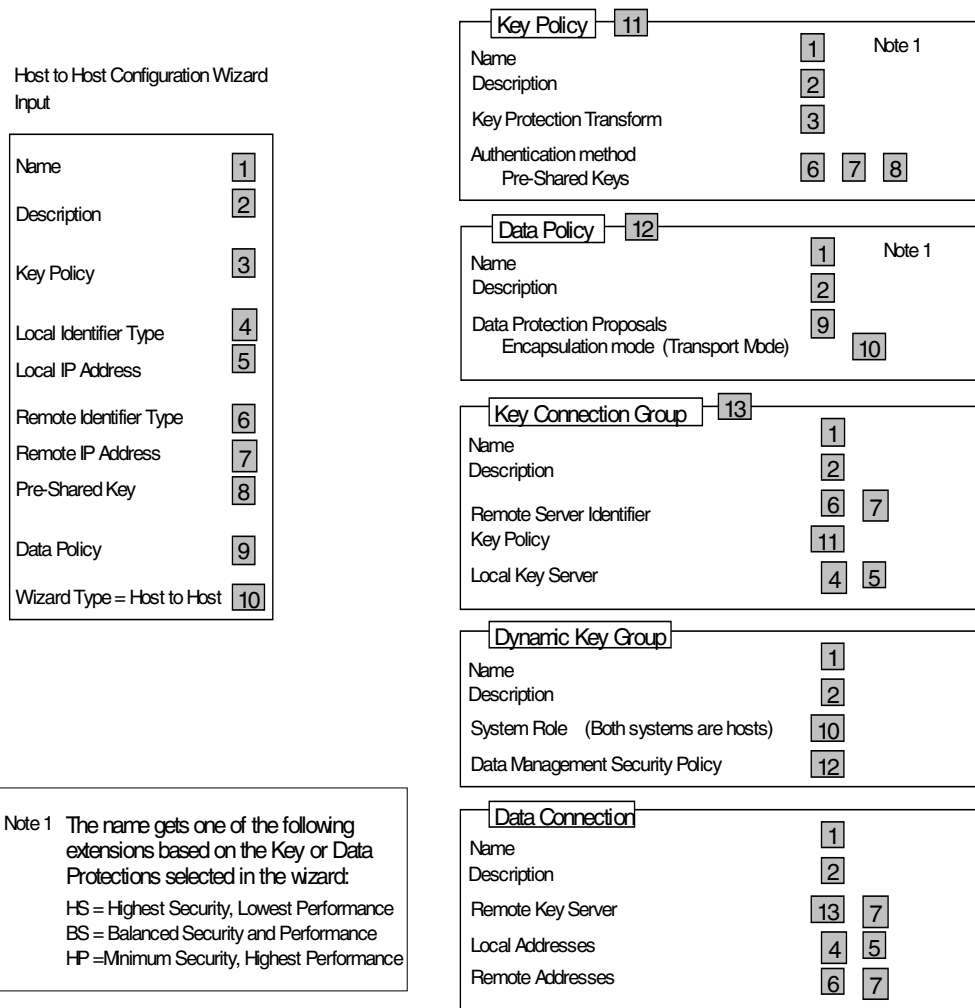 Host to Host Configuration Wizard
Input
Name 1
Description 2
Key Policy 3
Local Identifier Type 4
Local IP Address 5
Remote Identifier Type 6
Remote IP Address 7
Pre-Shared Key 8
Data Policy 9
Wizard Type = Host to Host 10
Note 1 The name gets one of the following
extensions based on the Key or Data
Protections selected in the wizard:
HS = Highest Security, Lowest Performance
BS = Balanced Security and Performance
HP =Minimum Security, Highest Performance
Key Policy 11
Name 1 Note 1
Description 2
Key Protection Transform 3
Authentication method
Pre-Shared Keys 6 7 8
Data Policy 12
Name 1 Note 1
Description 2
Data Protection Proposals 9
Encapsulation mode (Transport Mode) 10
Key Connection Group 13
Name 1
Description 2
Remote Server Identifier 6 7
Key Policy 11
Local Key Server 4 5
Dynamic Key Group
Name 1
Description 2
System Role (Both systems are hosts) 10
Data Management Security Policy 12
Data Connection
Name 1
Description 2
Remote Key Server 13 7
Local Addresses 4 5
Remote Addresses 6 7